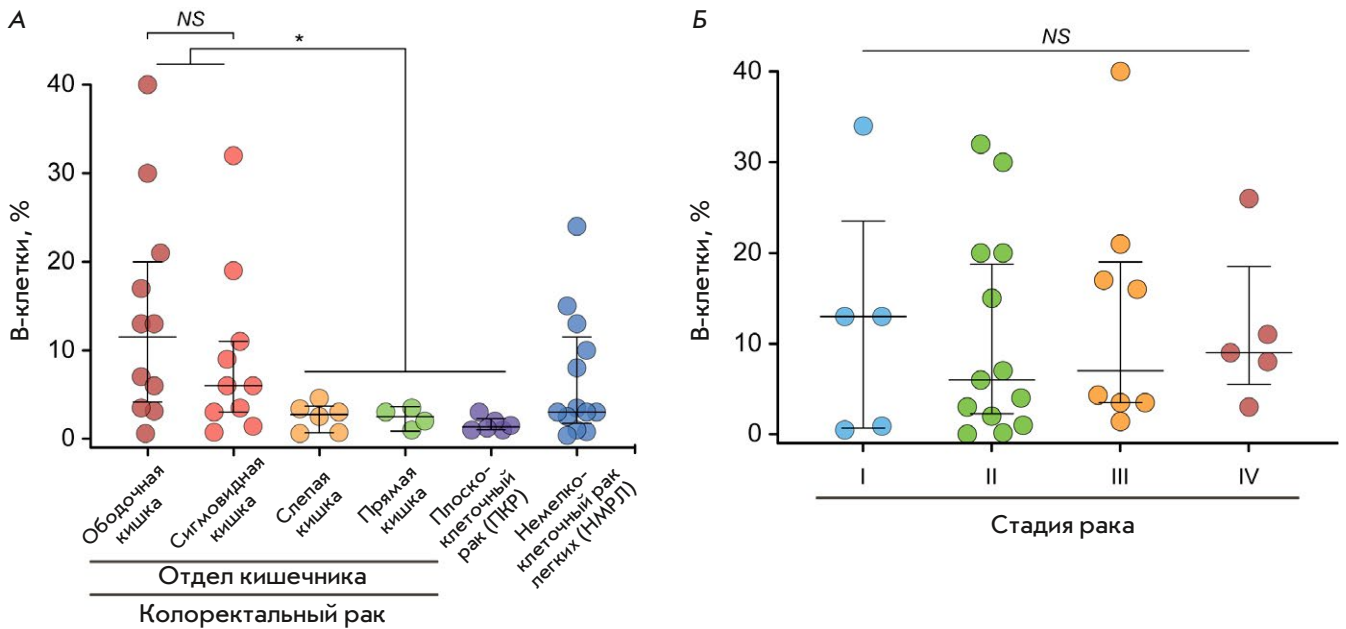 А
NS
*
40
30
20
10
0
В-клетки, %
Ободочная
кишка
Сигмовидная
кишка
Слепая
кишка
Прямая
кишка
Плоско-
клеточный
рак (ПКР)
Немелко-
клеточный рак
легких (НМРЛ)
Отдел кишечника
Колоректальный рак
Б
NS
40
30
20
10
0
В-клетки, %
I
II
III
IV
Стадия рака